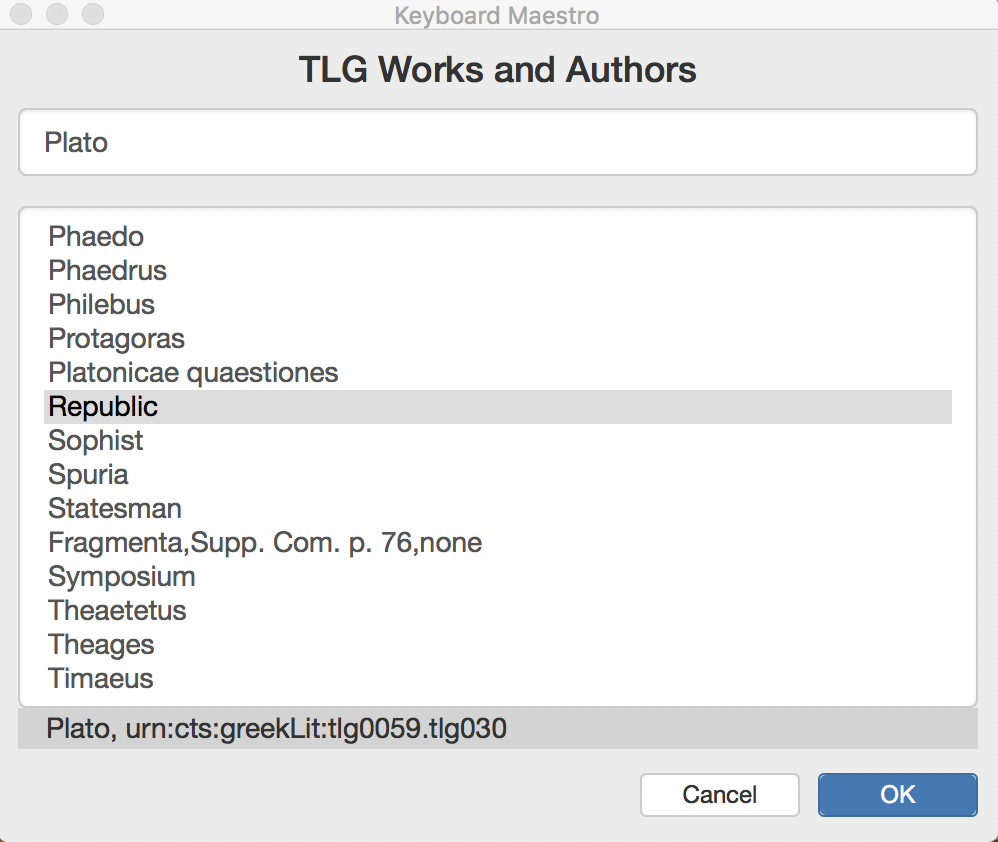 Keyboard Maestro
TLG Works and Authors
Plato
Phaedo
Phaedrus
Philebus
Protagoras
Platonicae quaestiones
Republic
Sophist
Spuria
Statesman
Fragmenta,Supp. Com. p. 76,none
Symposium
Theaetetus
Theages
Timaeus
Plato, urn:cts:greekLit:tlg0059.tlg030
Cancel
OK